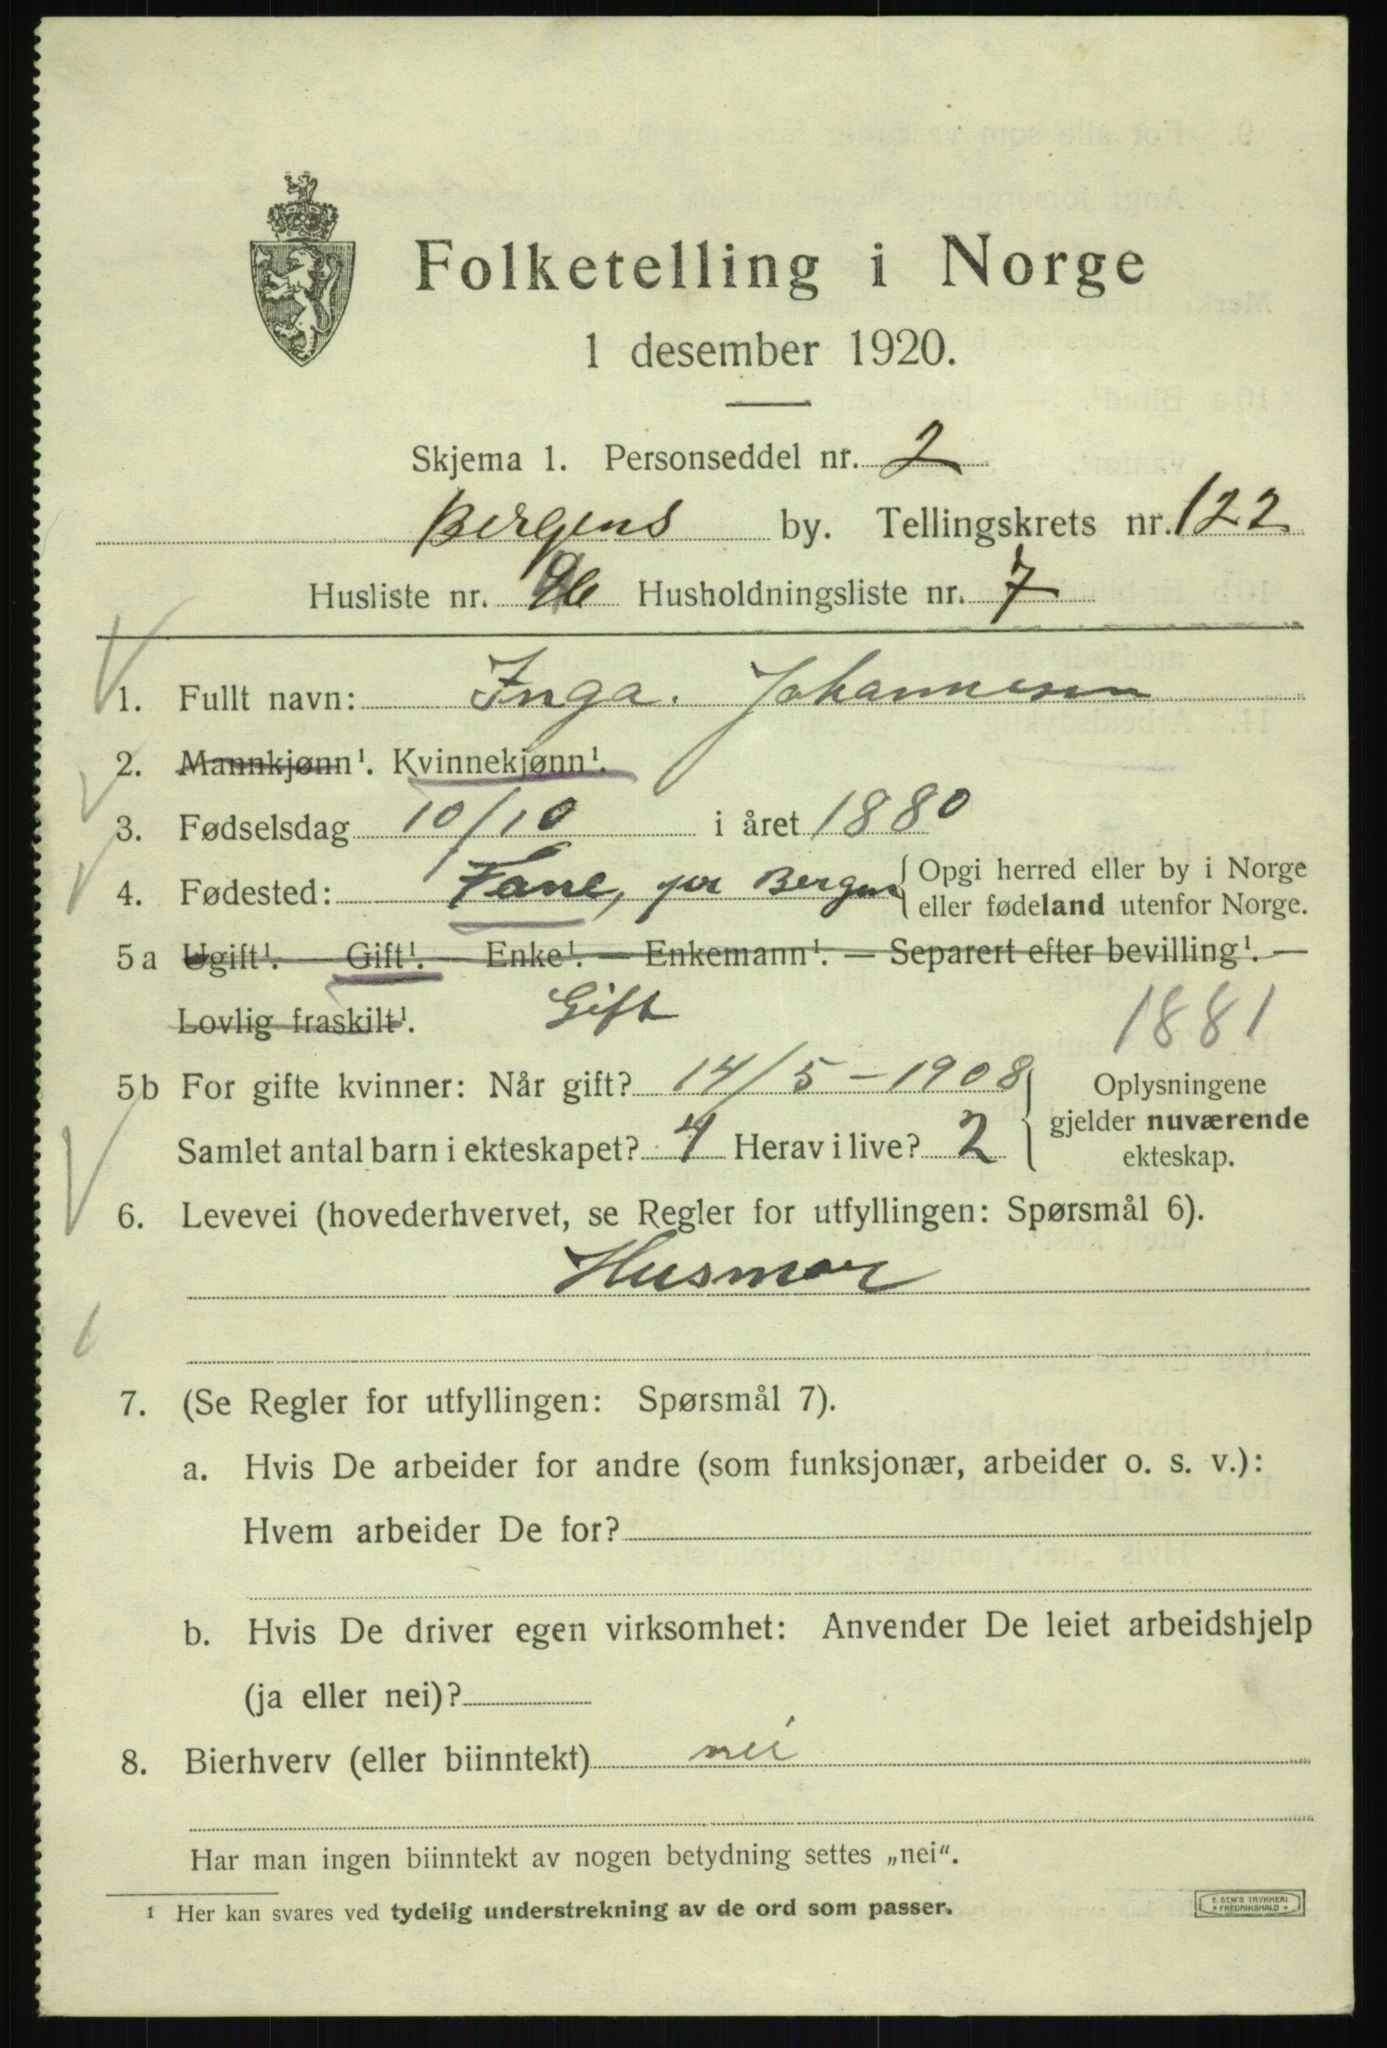 Folketelling i Norge
1 desember 1920.
Skjema 1. Personseddel nr. 2
Bergens by. Tellingskrets nr. 122
Husliste nr. 96 Husholdningsliste nr. 7
1. Fullt navn: Inga. Johannesen
2. Mannkjønn¹. Kvinnekjønn¹.
3. Fødselsdag 10/10 i året 1880
4. Fødested: Fane, pr Bergen { Opgi herred eller by i Norge
eller fødeland utenfor Norge.
5 a Ugift¹. Gift¹. — Enke¹. — Enkemann¹. — Separert efter bevilling¹. —
Lovlig fraskilt¹. Gift 1881
5 b For gifte kvinner: Når gift? 14/5 – 1908
Samlet antal barn i ekteskapet? 4 Herav i live? 2
Oplysningene
gjelder nuværende
ekteskap.
6. Levevei (hovederhvervet, se Regler for utfyllingen: Spørsmål 6).
Husmor
7. (Se Regler for utfyllingen: Spørsmål 7).
a. Hvis De arbeider for andre (som funksjonær, arbeider o. s. v.):
Hvem arbeider De for?
b. Hvis De driver egen virksomhet: Anvender De leiet arbeidshjelp
(ja eller nei)?
8. Bierhverv (eller biinntekt) nei
Har man ingen biinntekt av nogen betydning settes „nei“.
¹ Her kan svares ved tydelig understrekning av de ord som passer.
E. SEM'S TRYKKERI
* FREDRIKSHALD *